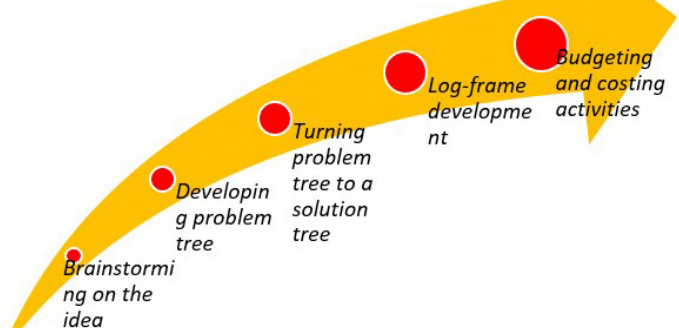 Brainstormi
ng on the
idea
Developin
g problem
tree
Turning
problem
tree to a
solution
tree
Log-frame
developme
nt
Budgeting
and costing
activities